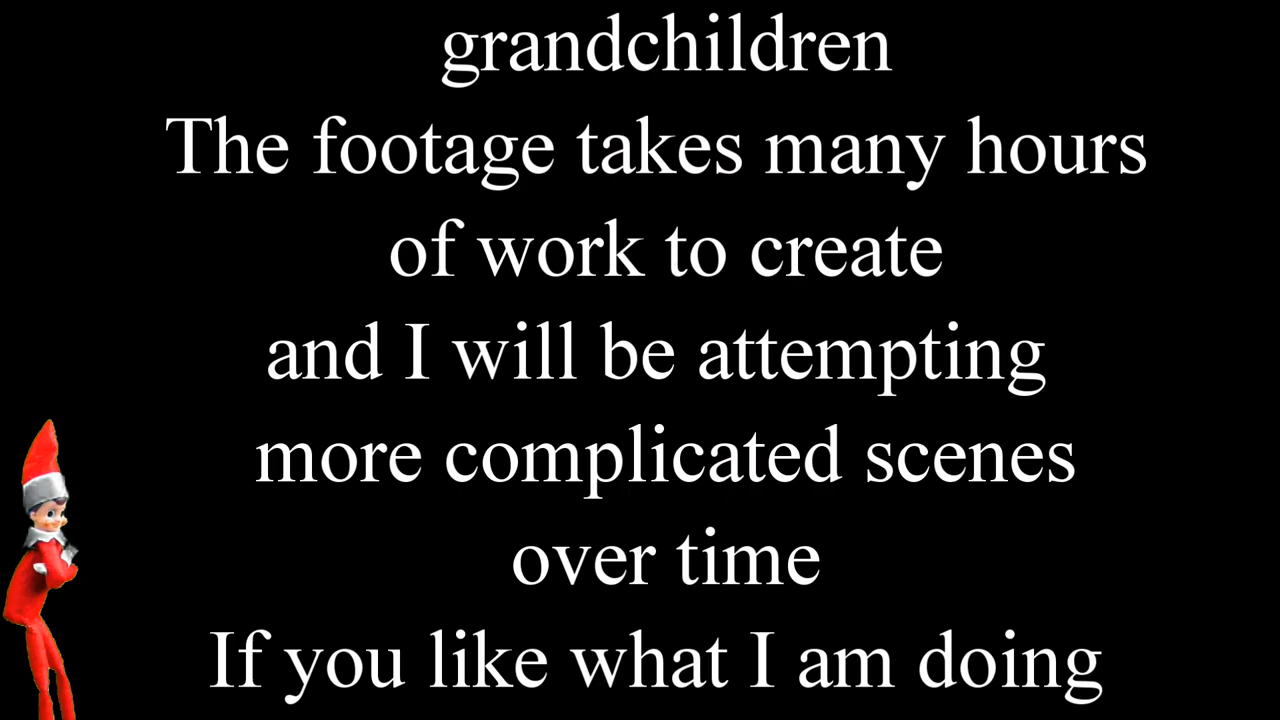 grandchildren
The footage takes many hours
of work to create
and I will be attempting
more complicated scenes
over time
If you like what I am doing